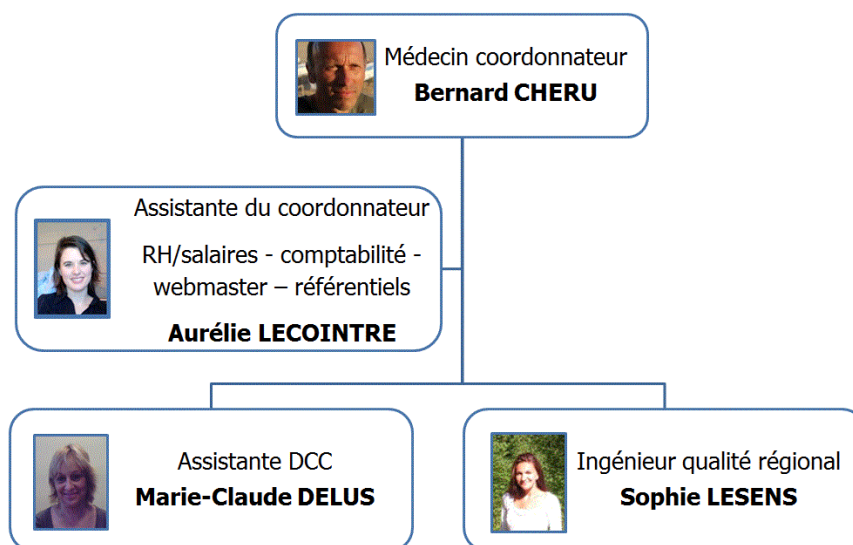 Médecin coordonnateur
Bernard CHERU
Assistante du coordonnateur
RH/salaires - comptabilité -
webmaster – référentiels
Aurélie LECOINTRE
Assistante DCC
Marie-Claude DELUS
Ingénieur qualité régional
Sophie LESENS